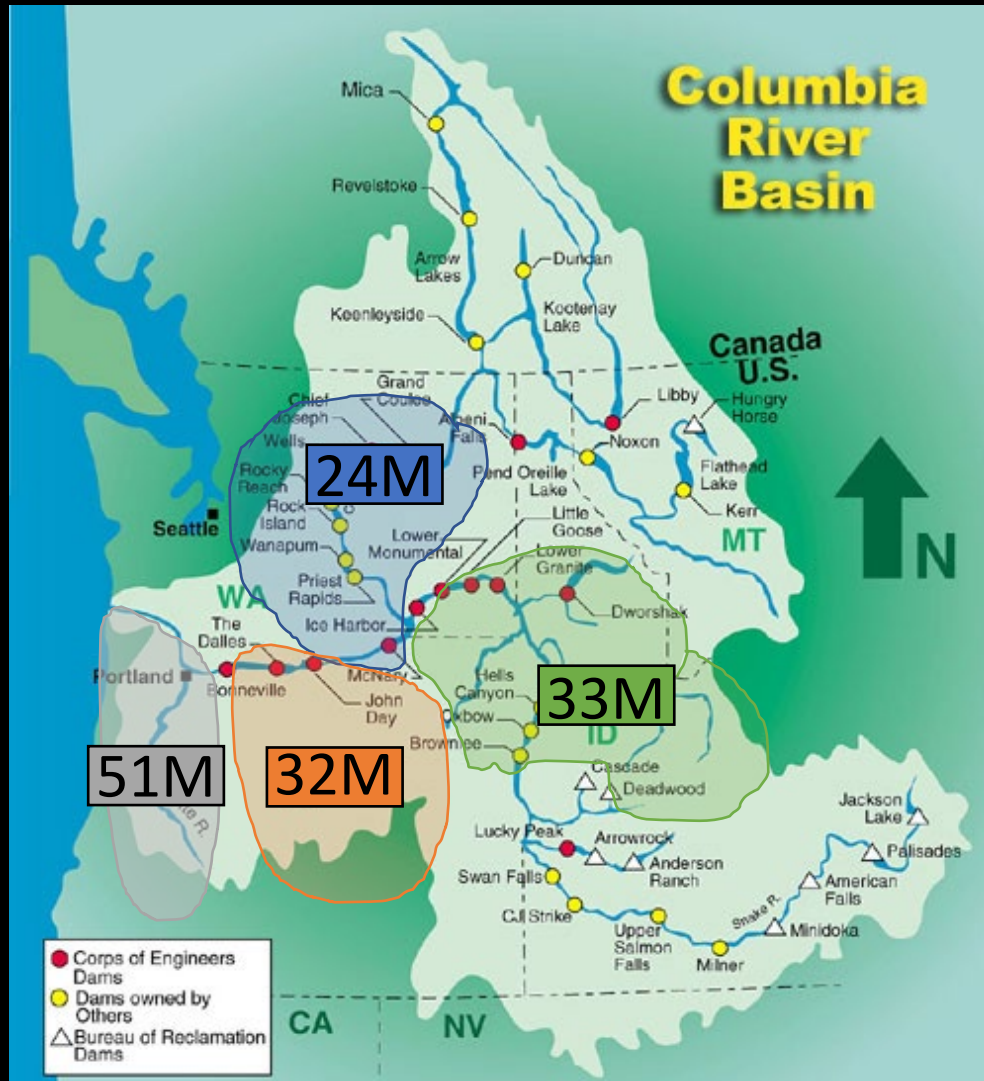 Columbia
River
Basin
Mica
Revelstoke
Arrow
Lakes
Duncan
Kootenay
Lake
Keenleyside
Canada
U.S.
Grand
Coulee
Chief
Joseph
Wells
Albeni
Falls
Libby
Hungry
Horse
Noxon
24M
Rocky
Reach
Pend Oreille
Lake
Flathead
Lake
Rock
Island
Seattle
Little
Goose
Kerr
Lower
Monumental
Wanapum
Lower
Granite
MT
N
Priest
Rapids
WA
Ice Harbor
Dworshak
The
Dalles
Portland
Bonneville
McNary
John
Day
Hells
Canyon
33M
Oxbow
ID
Brownlee
51M
32M
Cascade
Deadwood
R.
Jackson
Lake
Lucky Peak
Arrowrock
Palisades
Anderson
Ranch
Swan Falls
American
Falls
CJ Strike
Snake R.
Upper
Salmon
Falls
Minidoka
Milner
Corps of Engineers
Dams
Dams owned by
Others
Bureau of Reclamation
Dams
CA
NV